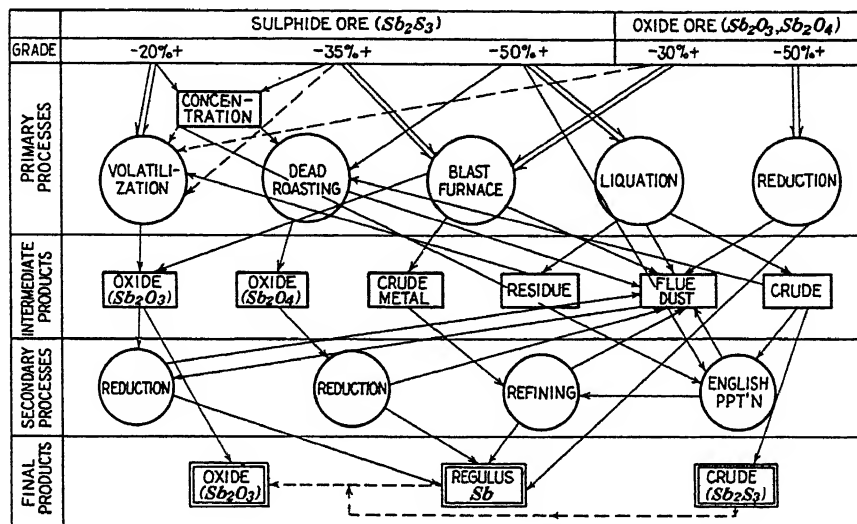 SULPHIDE ORE (Sb₂S₃)
OXIDE ORE (Sb₂O₃, Sb₂O₄)
GRADE
-20%+
-35%+
-50%+
-30%+
-50%+
PRIMARY
PROCESSES
CONCEN-
TRATION
VOLATILI-
ZATION
DEAD
ROASTING
BLAST
FURNACE
LIQUATION
REDUCTION
INTERMEDIATE
PRODUCTS
OXIDE
(Sb₂O₃)
OXIDE
(Sb₂O₄)
CRUDE
METAL
RESIDUE
FLUE
DUST
CRUDE
SECONDARY
PROCESSES
REDUCTION
REDUCTION
REFINING
ENGLISH
PPT'N
FINAL
PRODUCTS
OXIDE
(Sb₂O₃)
REGULUS
Sb
CRUDE
(Sb₂S₃)